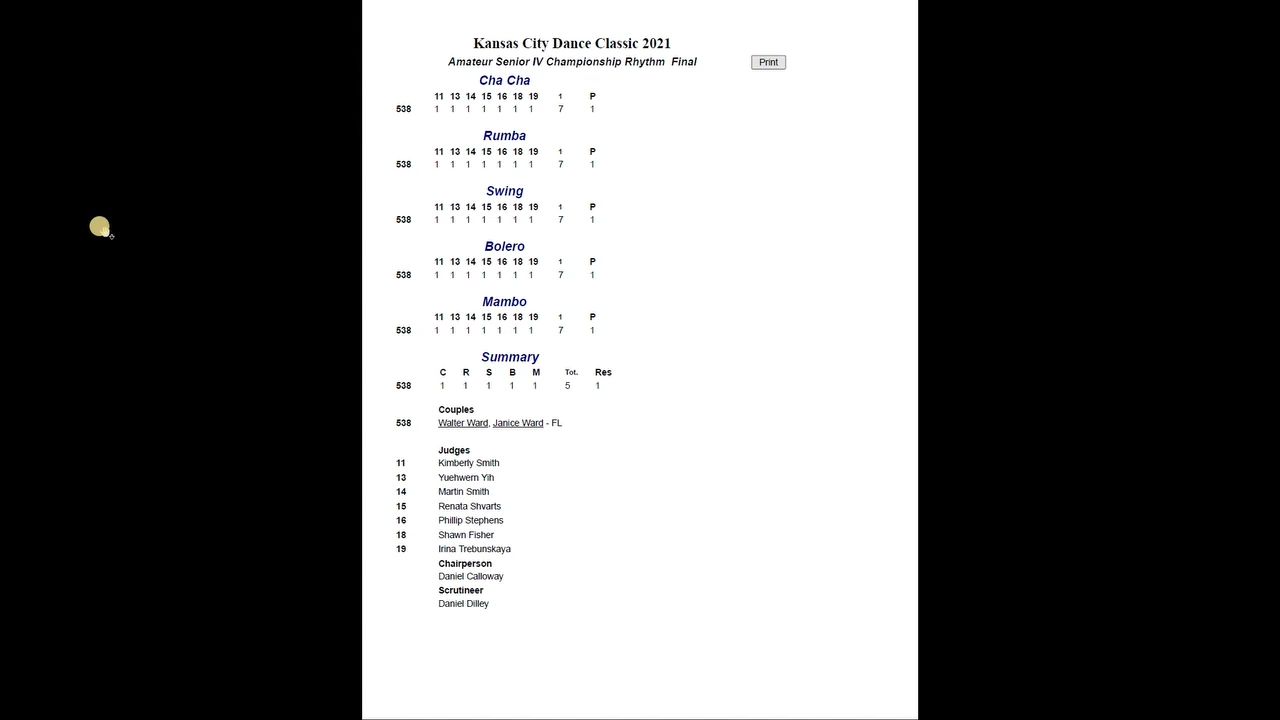 Kansas City Dance Classic 2021
Amateur Senior IV Championship Rhythm Final
Print
Cha Cha
11 13 14 15 16 18 19 1 P
538 1 1 1 1 1 1 1 7 1
Rumba
11 13 14 15 16 18 19 1 P
538 1 1 1 1 1 1 1 7 1
Swing
11 13 14 15 16 18 19 1 P
538 1 1 1 1 1 1 1 7 1
Bolero
11 13 14 15 16 18 19 1 P
538 1 1 1 1 1 1 1 7 1
Mambo
11 13 14 15 16 18 19 1 P
538 1 1 1 1 1 1 1 7 1
Summary
C R S B M Tot. Res
538 1 1 1 1 1 5 1
Couples
538 Walter Ward, Janice Ward - FL
Judges
11 Kimberly Smith
13 Yuehwern Yih
14 Martin Smith
15 Renata Shvarts
16 Phillip Stephens
18 Shawn Fisher
19 Irina Trebunskaya
Chairperson
Daniel Calloway
Scrutineer
Daniel Dilley